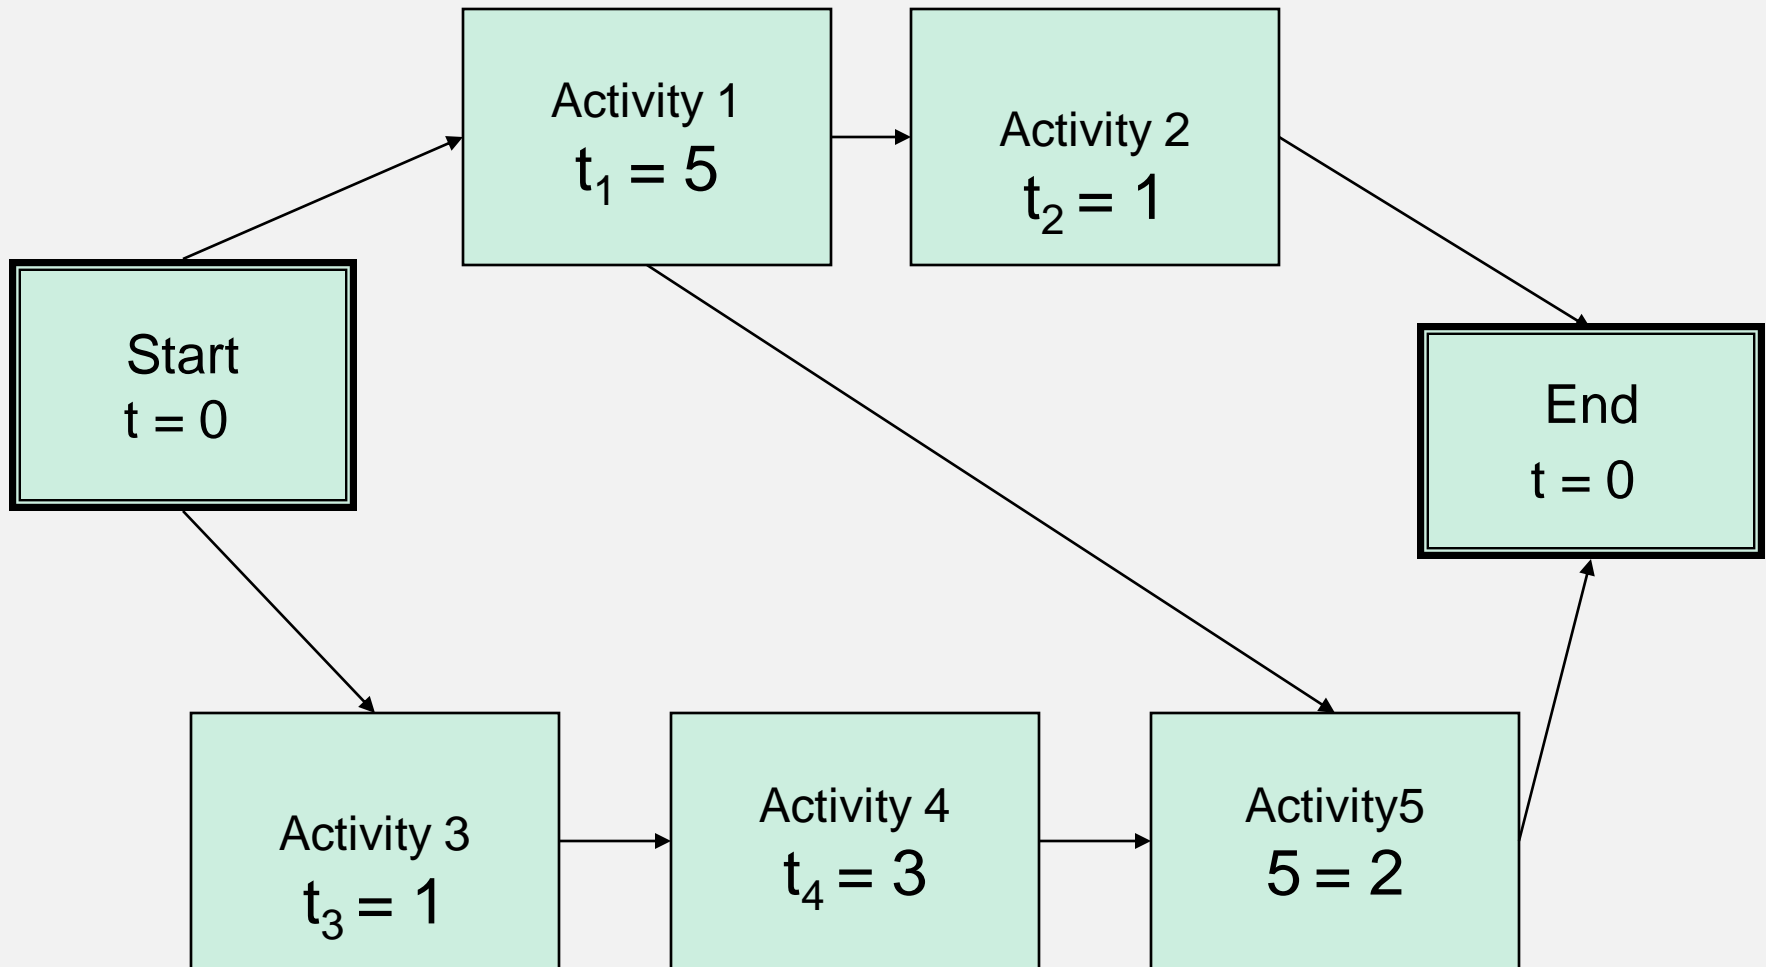 Activity 1
t₁ = 5
Activity 2
t₂ = 1
Start
t = 0
End
t = 0
Activity 3
t₃ = 1
Activity 4
t₄ = 3
Activity5
5 = 2